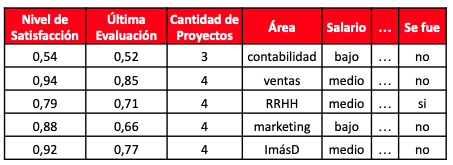 Nivel de Satisfacción Última Evaluación Cantidad de Proyectos Área Salario ... Se fue
0,54 0,52 3 contabilidad bajo ... no
0,94 0,85 4 ventas medio ... no
0,79 0,71 4 RRHH medio ... si
0,88 0,66 4 marketing bajo ... no
0,92 0,77 4 ImásD medio ... no